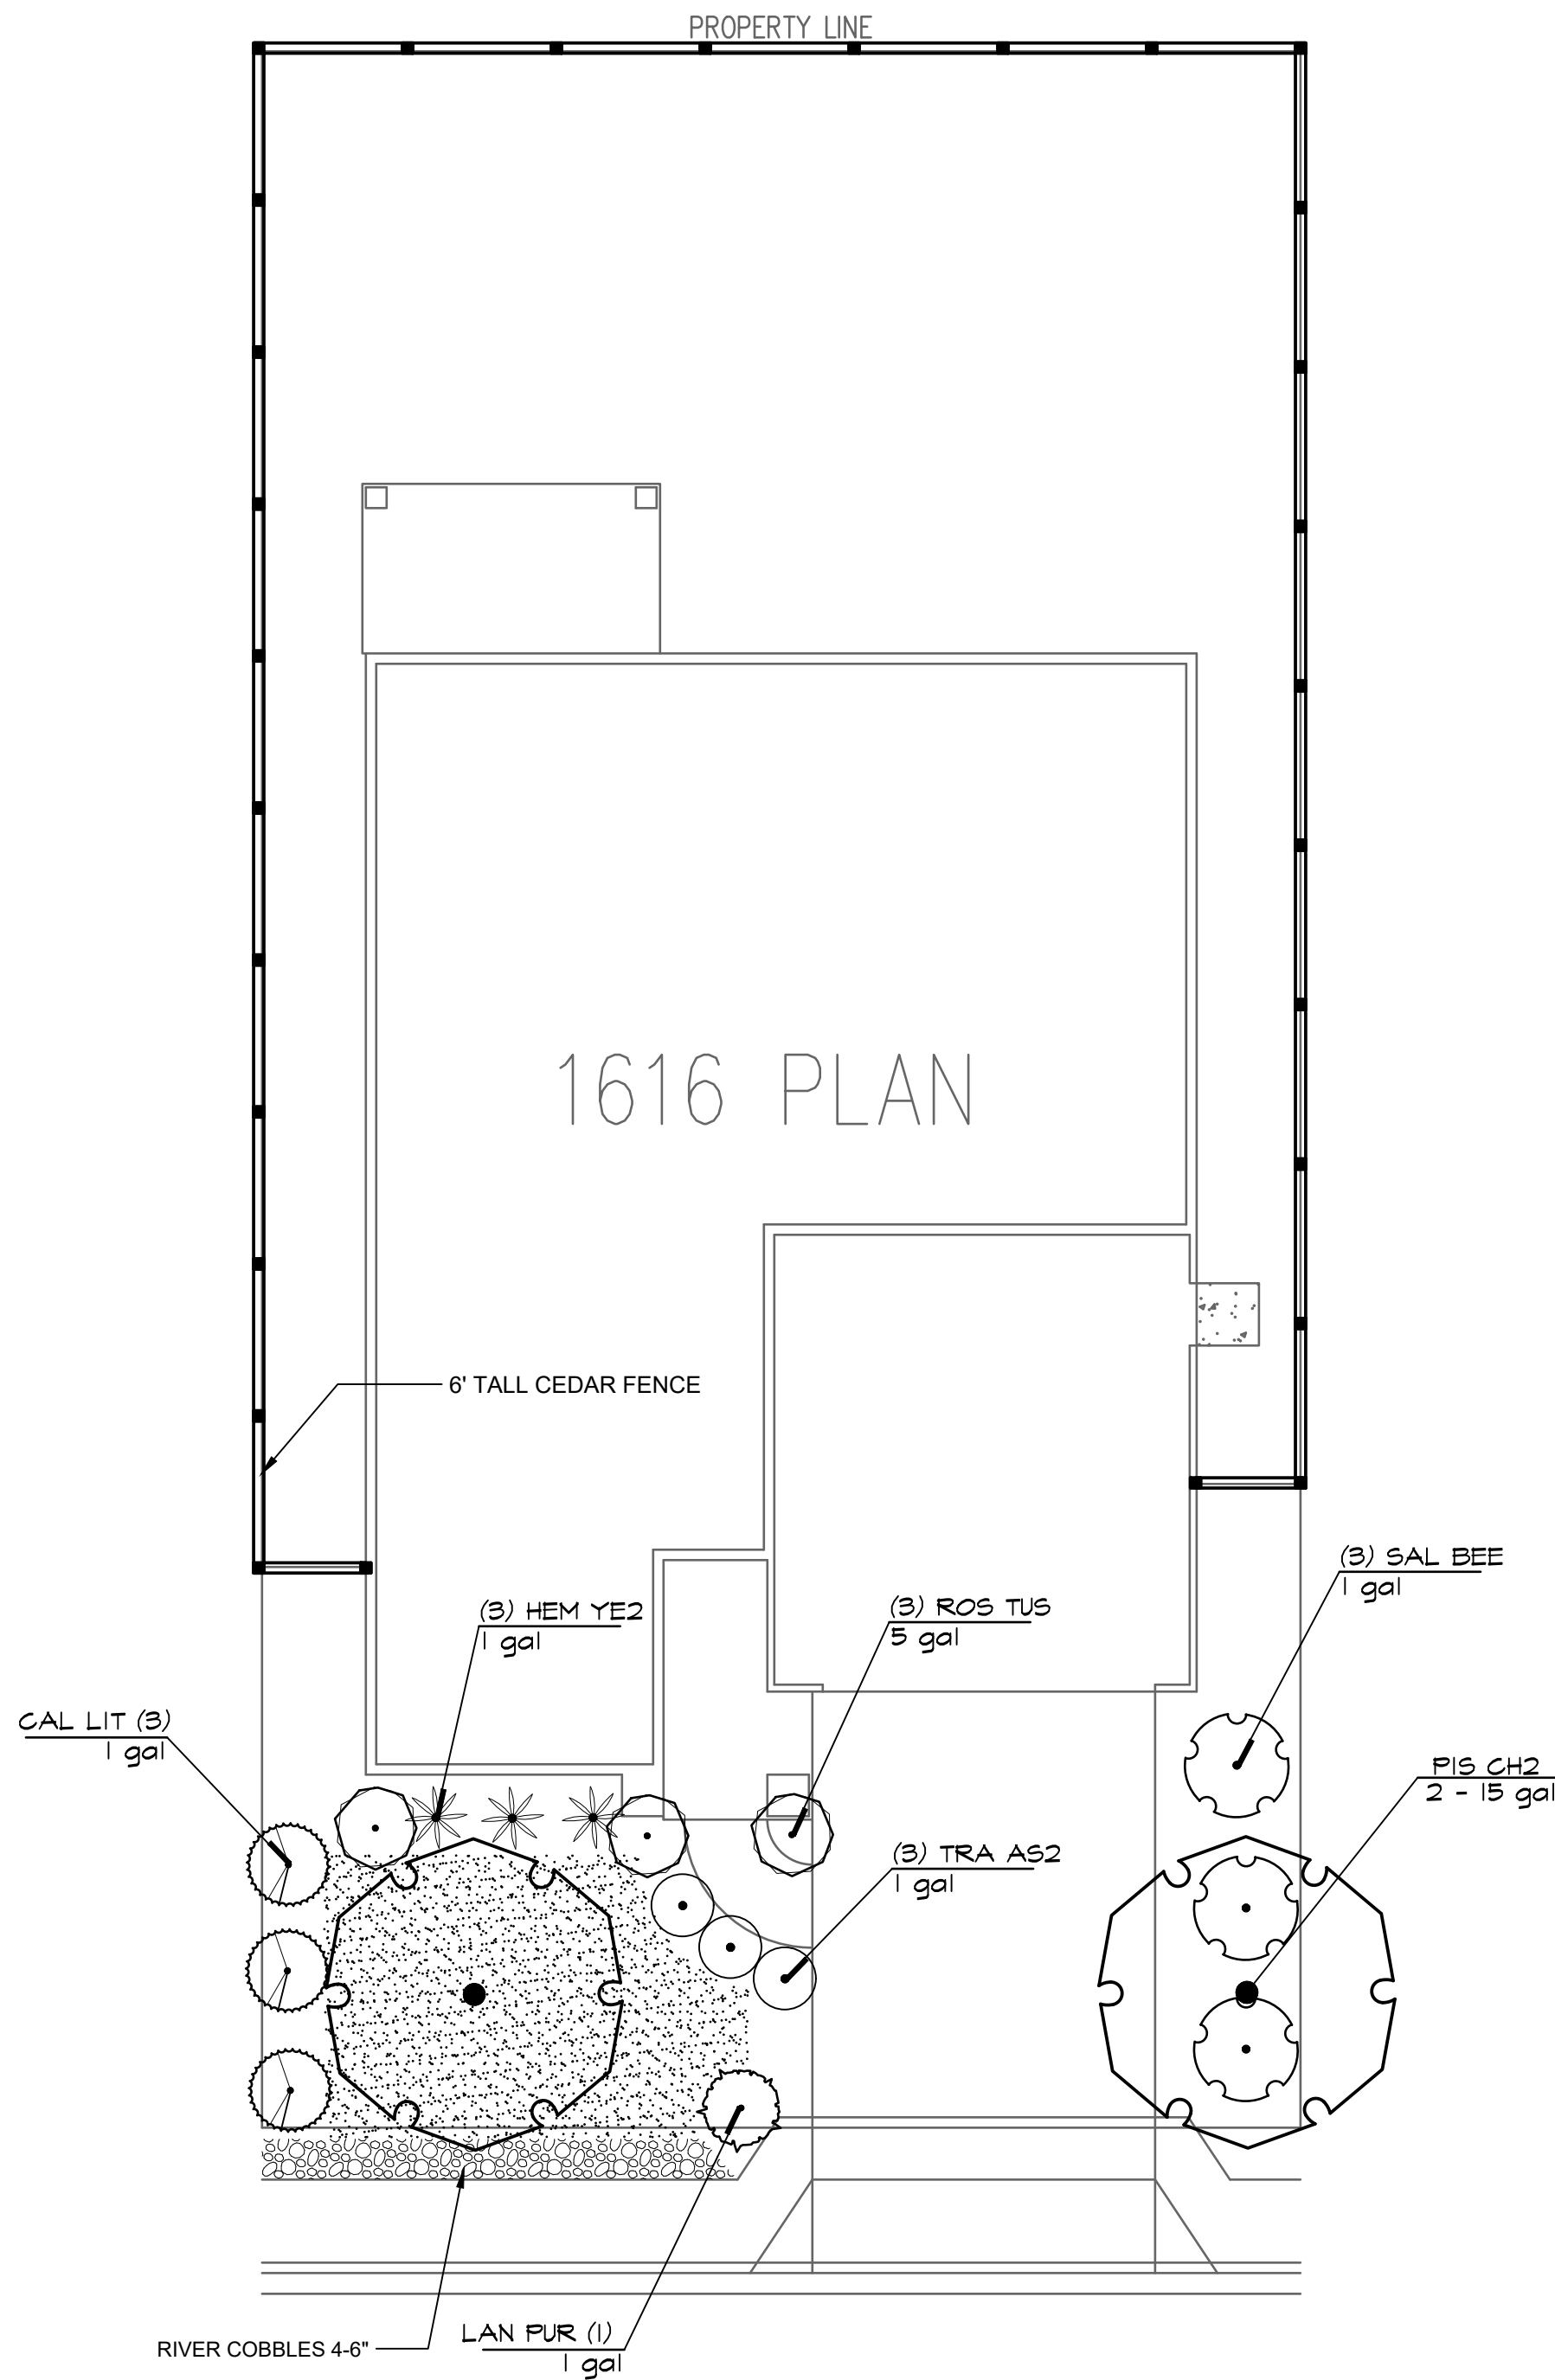 PROPERTY LINE
1616 PLAN
6' TALL CEDAR FENCE
(3) SAL BEE
1 gal
(3) HEM YE2
1 gal
(3) ROS TUS
5 gal
CAL LIT (3)
1 gal
PIS CH2
2 - 15 gal
(3) TRA AS2
1 gal
RIVER COBBLES 4-6"
LAN PUR (1)
1 gal